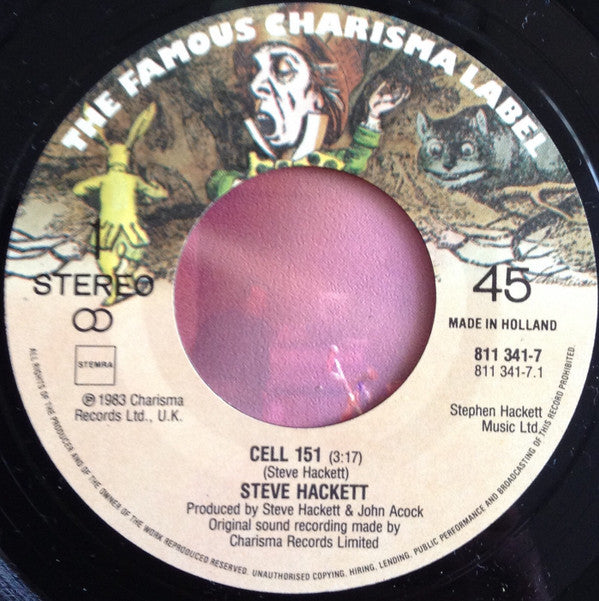 THE FAMOUS CHARISMA LABEL
1
STEREO
45
MADE IN HOLLAND
STEMRA
811 341-7
811 341-7.1
℗ 1983 Charisma
Records Ltd., U.K.
Stephen Hackett
Music Ltd.
CELL 151 (3:17)
(Steve Hackett)
STEVE HACKETT
Produced by Steve Hackett & John Acock
Original sound recording made by
Charisma Records Limited
ALL RIGHTS OF THE PRODUCER AND OF THE OWNER OF THE WORK REPRODUCED RESERVED. UNAUTHORISED COPYING, HIRING, LENDING, PUBLIC PERFORMANCE AND BROADCASTING OF THIS RECORD PROHIBITED.